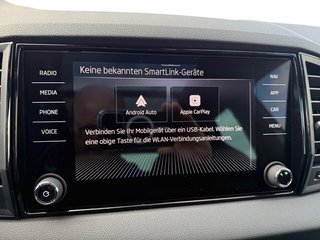 Keine bekannten SmartLink-Geräte
RADIO
MEDIA
PHONE
VOICE
Android Auto
Apple CarPlay
Verbinden Sie Ihr Mobilgerät über ein USB-Kabel. Wählen Sie
eine obige Taste für die WLAN-Verbindungsanleitungen.
NAV
APP
CAR
MENU